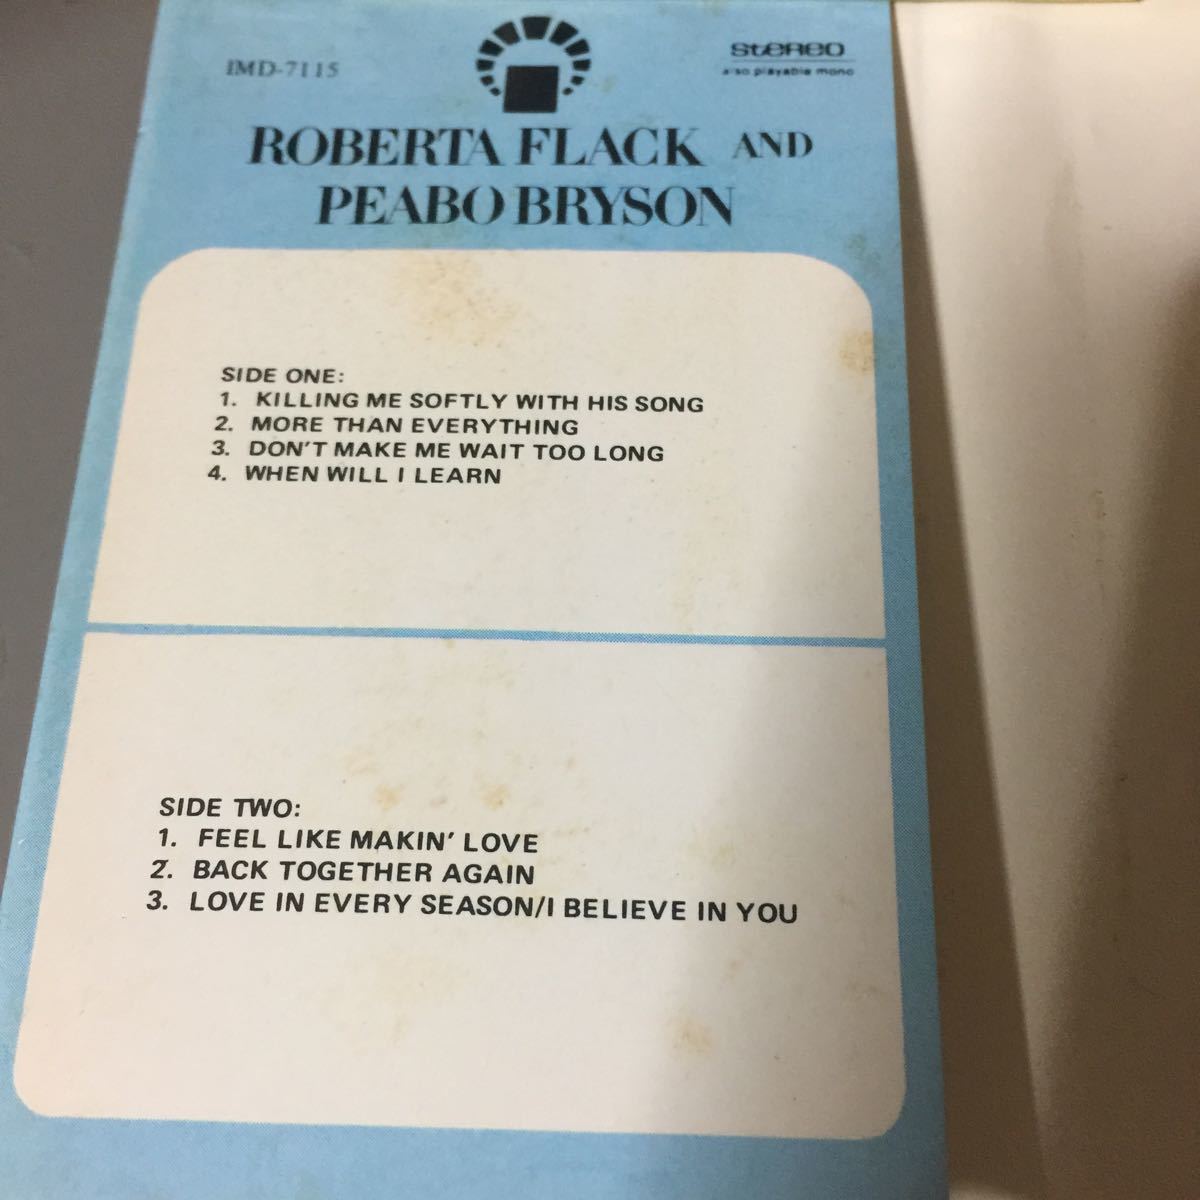 IMD-7115
STEREO
also playable mono
ROBERTA FLACK AND
PEABO BRYSON
SIDE ONE:
1. KILLING ME SOFTLY WITH HIS SONG
2. MORE THAN EVERYTHING
3. DON'T MAKE ME WAIT TOO LONG
4. WHEN WILL I LEARN
SIDE TWO:
1. FEEL LIKE MAKIN' LOVE
2. BACK TOGETHER AGAIN
3. LOVE IN EVERY SEASON/I BELIEVE IN YOU